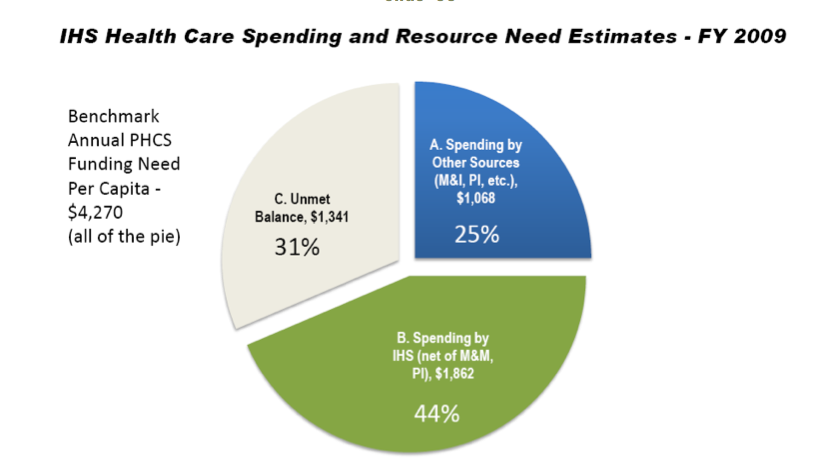 IHS Health Care Spending and Resource Need Estimates - FY 2009
Benchmark
Annual PHCS
Funding Need
Per Capita -
$4,270
(all of the pie)
A. Spending by
Other Sources
(M&I, PI, etc.),
$1,068
25%
C. Unmet
Balance, $1,341
31%
B. Spending by
IHS (net of M&M,
PI), $1,862
44%